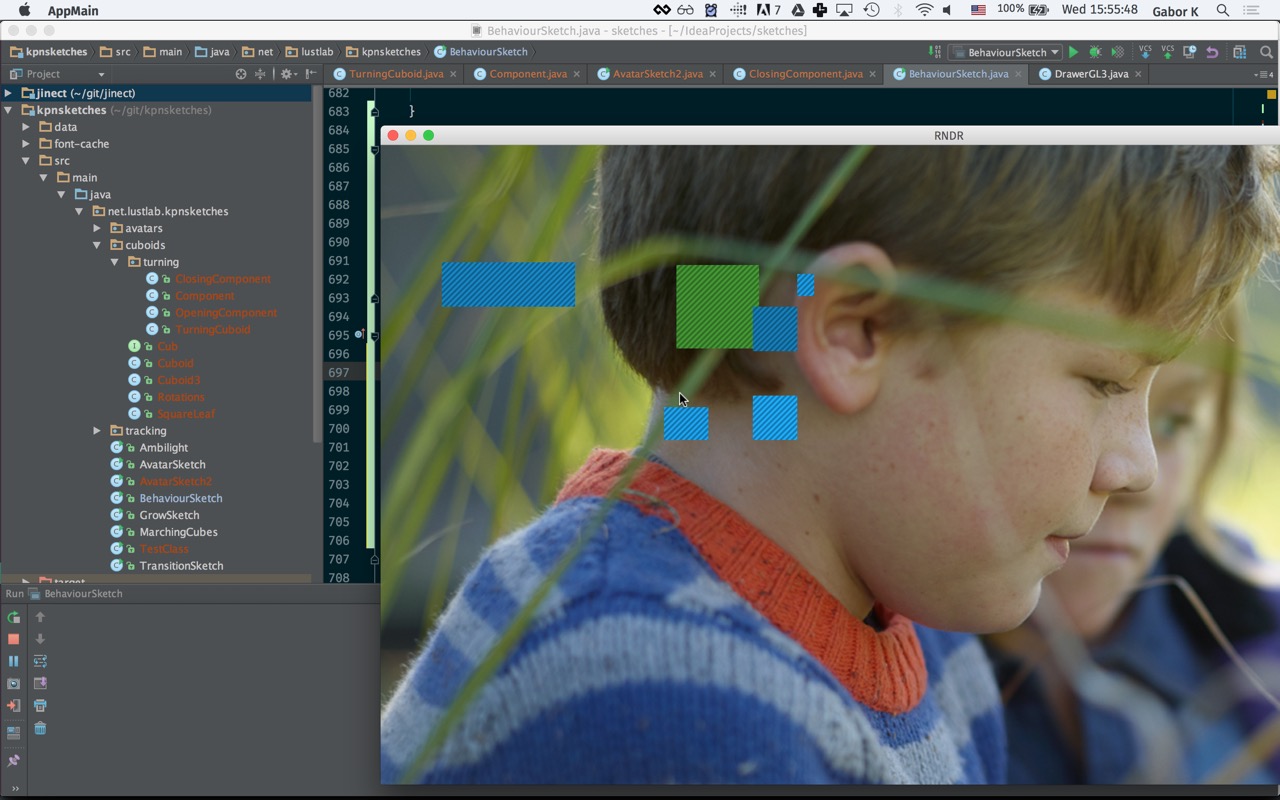 AppMain
7
100%
Wed 15:55:48
Gabor K
BehaviourSketch.java - sketches - [~/IdeaProjects/sketches]
kpnsketches
src
main
java
net
lustlab
kpnsketches
BehaviourSketch
BehaviourSketch
VCS
VCS
Project
TurningCuboid.java
Component.java
AvatarSketch2.java
ClosingComponent.java
BehaviourSketch.java
DrawerGL3.java
4
jinect (~/git/jinect)
kpnsketches (~/git/kpnsketches)
data
font-cache
src
main
java
net.lustlab.kpnsketches
avatars
cuboids
turning
ClosingComponent
Component
OpeningComponent
TurningCuboid
Cub
Cuboid
Cuboid3
Rotations
SquareLeaf
tracking
Ambilight
AvatarSketch
AvatarSketch2
BehaviourSketch
GrowSketch
MarchingCubes
TestClass
TransitionSketch
target
682
683 }
684
685
686
687
688
689
690
691
692
693
694
695
696
697
698
699
700
701
702
703
704
705
706
707
708
RNDR
Run BehaviourSketch